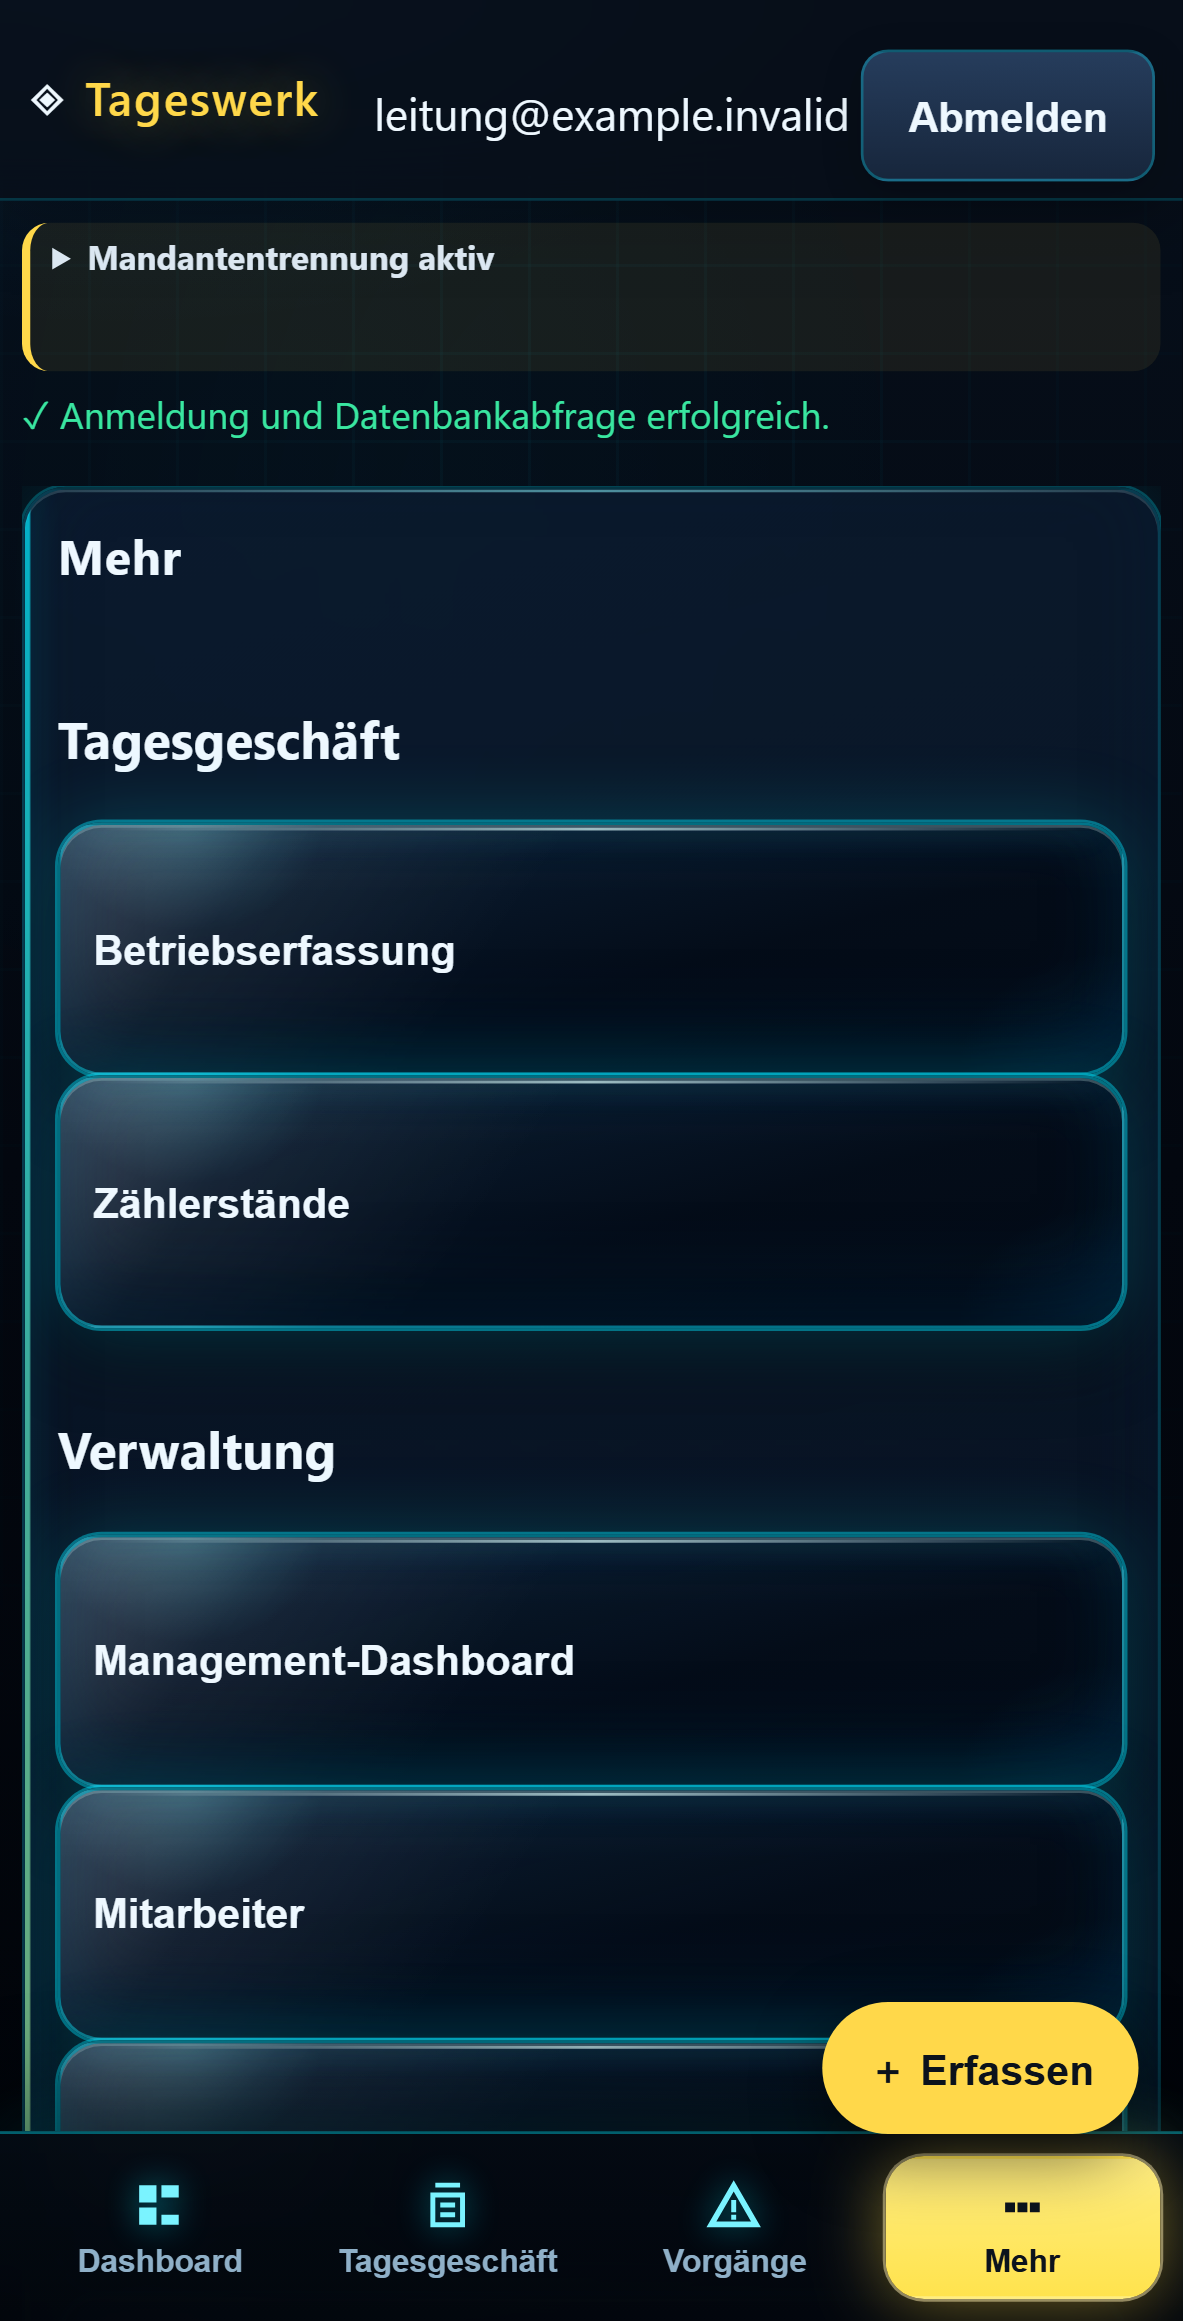 Tageswerk leitung@example.invalid Abmelden
Mandantentrennung aktiv
✓ Anmeldung und Datenbankabfrage erfolgreich.
Mehr
Tagesgeschäft
Betriebserfassung
Zählerstände
Verwaltung
Management-Dashboard
Mitarbeiter
+ Erfassen
Dashboard Tagesgeschäft Vorgänge Mehr